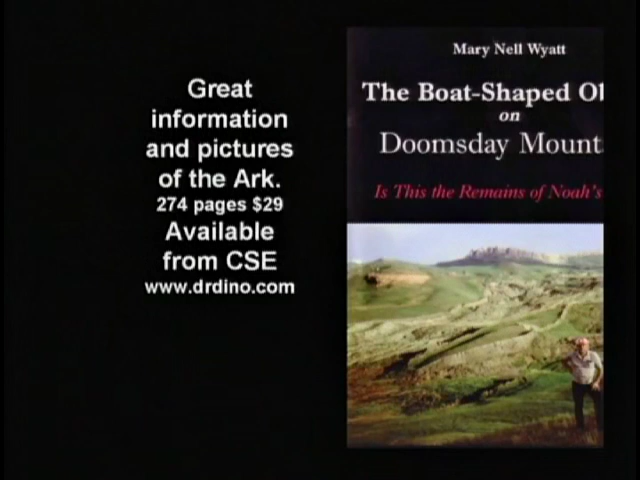 Great
information
and pictures
of the Ark.
274 pages $29
Available
from CSE
www.drdino.com
Mary Nell Wyatt
The Boat-Shaped
on
Doomsday
Is This the Remains of Noah's